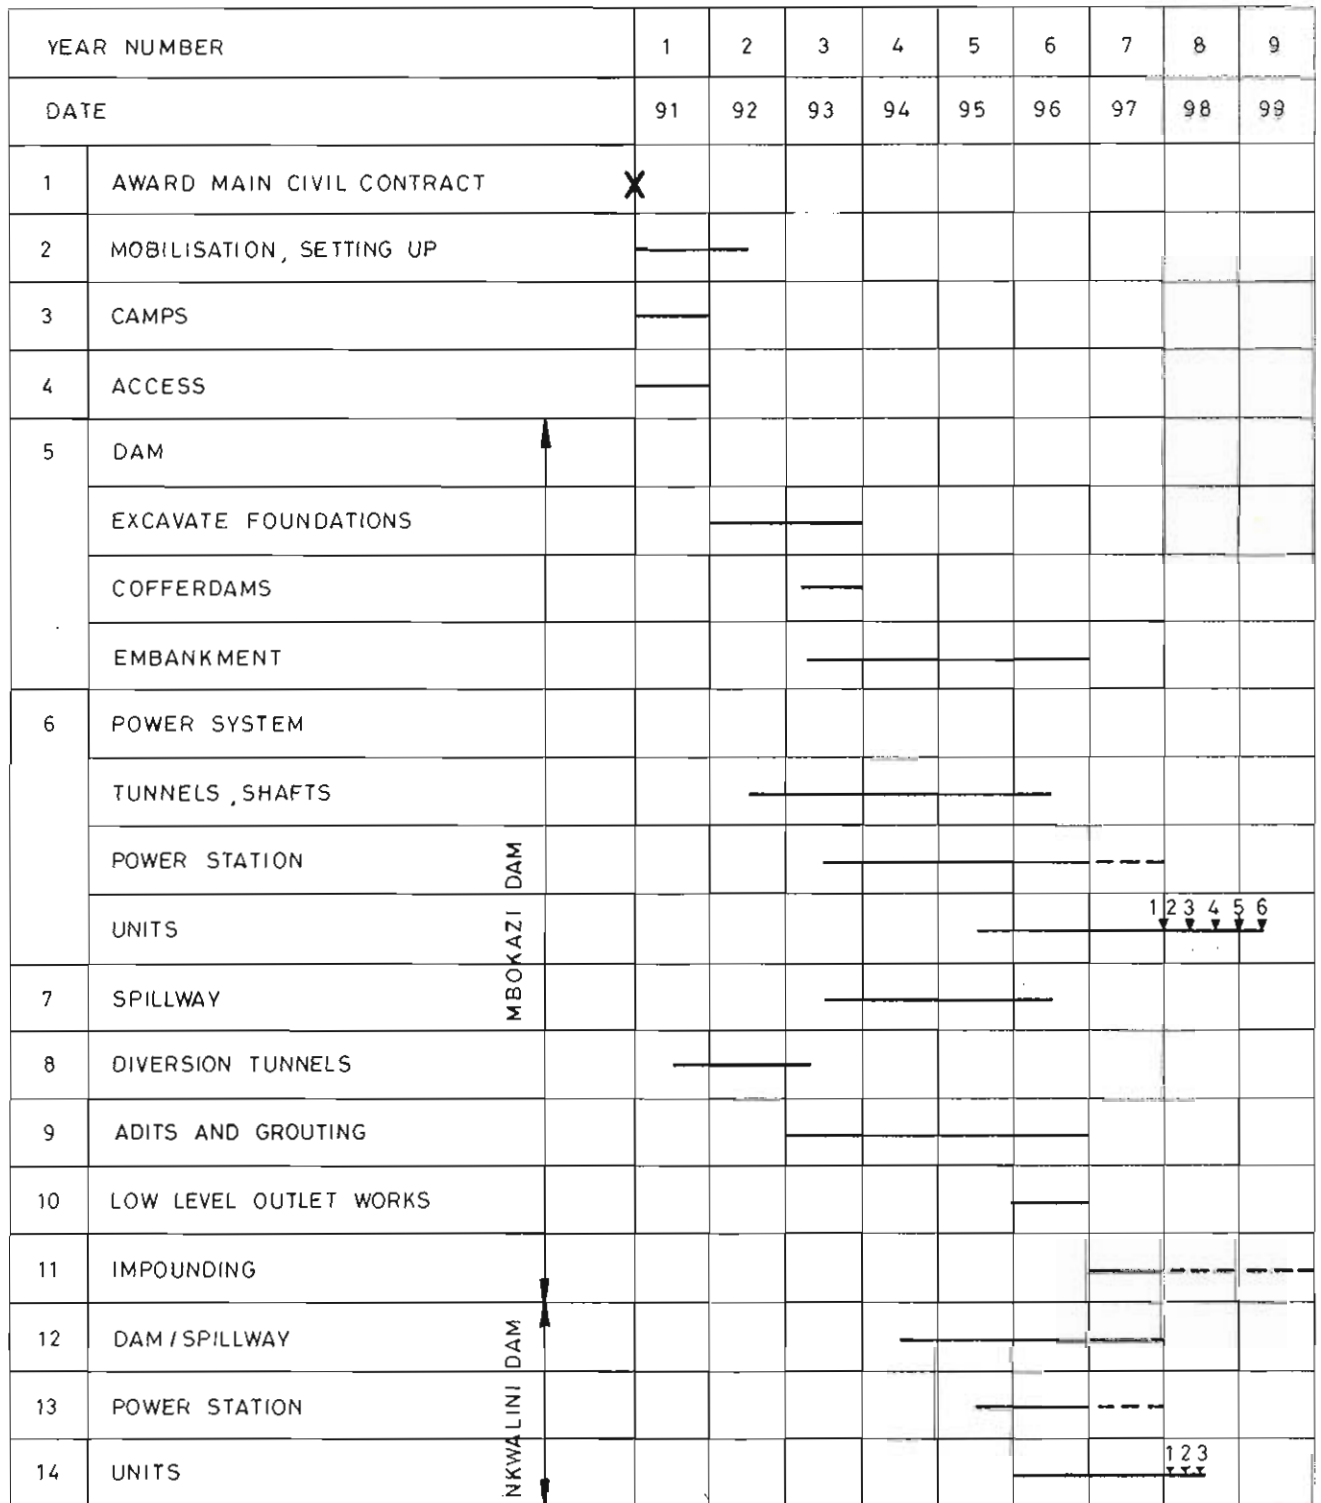 YEAR NUMBER 1 2 3 4 5 6 7 8 9
DATE 91 92 93 94 95 96 97 98 99
1 AWARD MAIN CIVIL CONTRACT X
2 MOBILISATION, SETTING UP
3 CAMPS
4 ACCESS
5 DAM
EXCAVATE FOUNDATIONS
COFFERDAMS
EMBANKMENT
6 POWER SYSTEM
TUNNELS, SHAFTS
POWER STATION
UNITS 1 2 3 4 5 6
7 SPILLWAY
8 DIVERSION TUNNELS
9 ADITS AND GROUTING
10 LOW LEVEL OUTLET WORKS
11 IMPOUNDING
MBOKAZI DAM
12 DAM / SPILLWAY
13 POWER STATION
14 UNITS 1 2 3
NKWALINI DAM